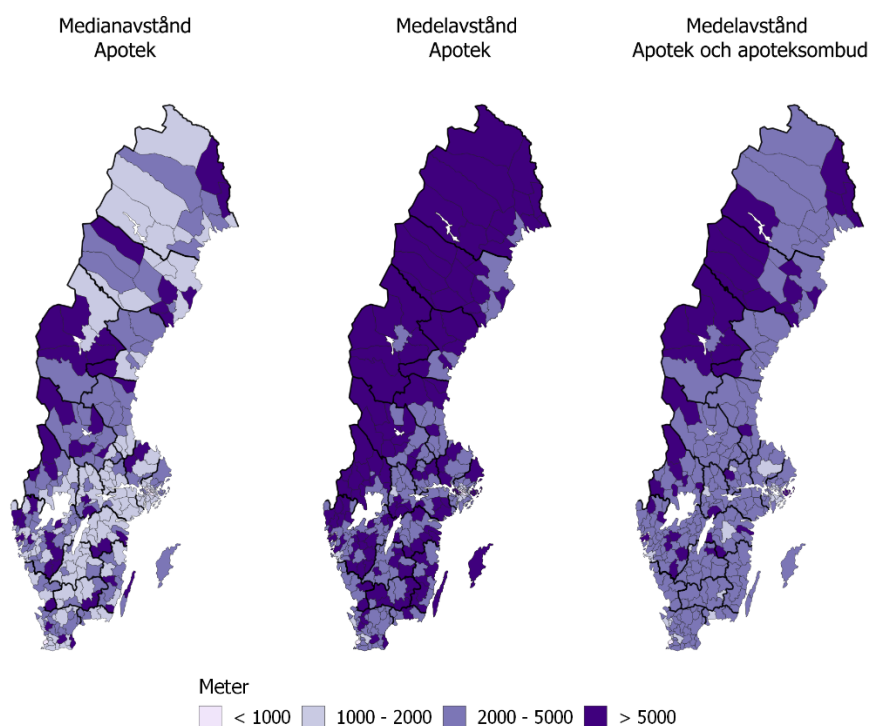 Medianavstånd
Apotek
Medelavstånd
Apotek
Medelavstånd
Apotek och apoteksombud
Meter
< 1000
1000 - 2000
2000 - 5000
> 5000